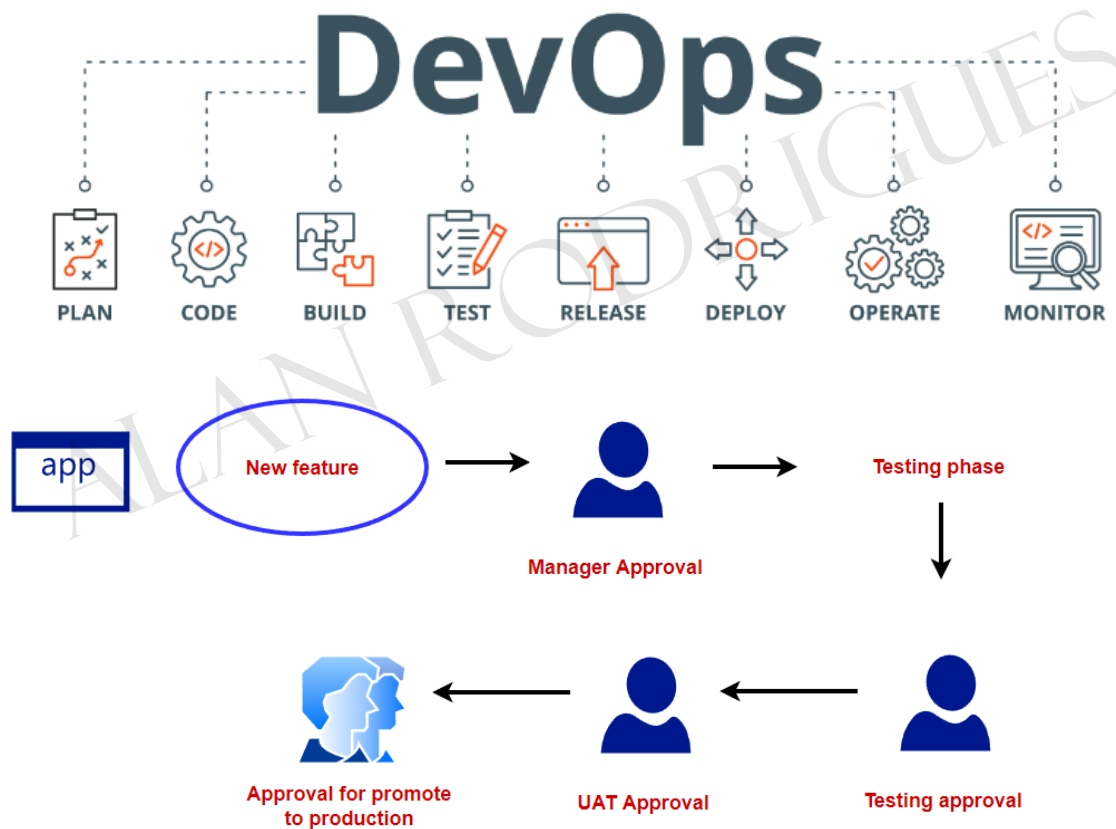 DevOps
PLAN
CODE
BUILD
TEST
RELEASE
DEPLOY
OPERATE
MONITOR
ALAN RODRIGUES
app
New feature
Manager Approval
Testing phase
Approval for promote
to production
UAT Approval
Testing approval